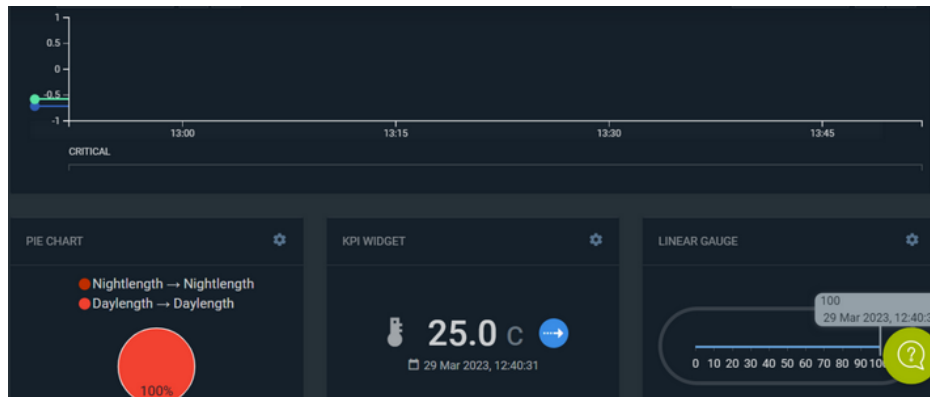 1
0.5
0
-0.5
-1
13:00 13:15 13:30 13:45
CRITICAL
PIE CHART
Nightlength → Nightlength
Daylength → Daylength
100%
KPI WIDGET
25.0 C
29 Mar 2023, 12:40:31
LINEAR GAUGE
100
29 Mar 2023, 12:40:3
0 10 20 30 40 50 60 70 80 90 100
?